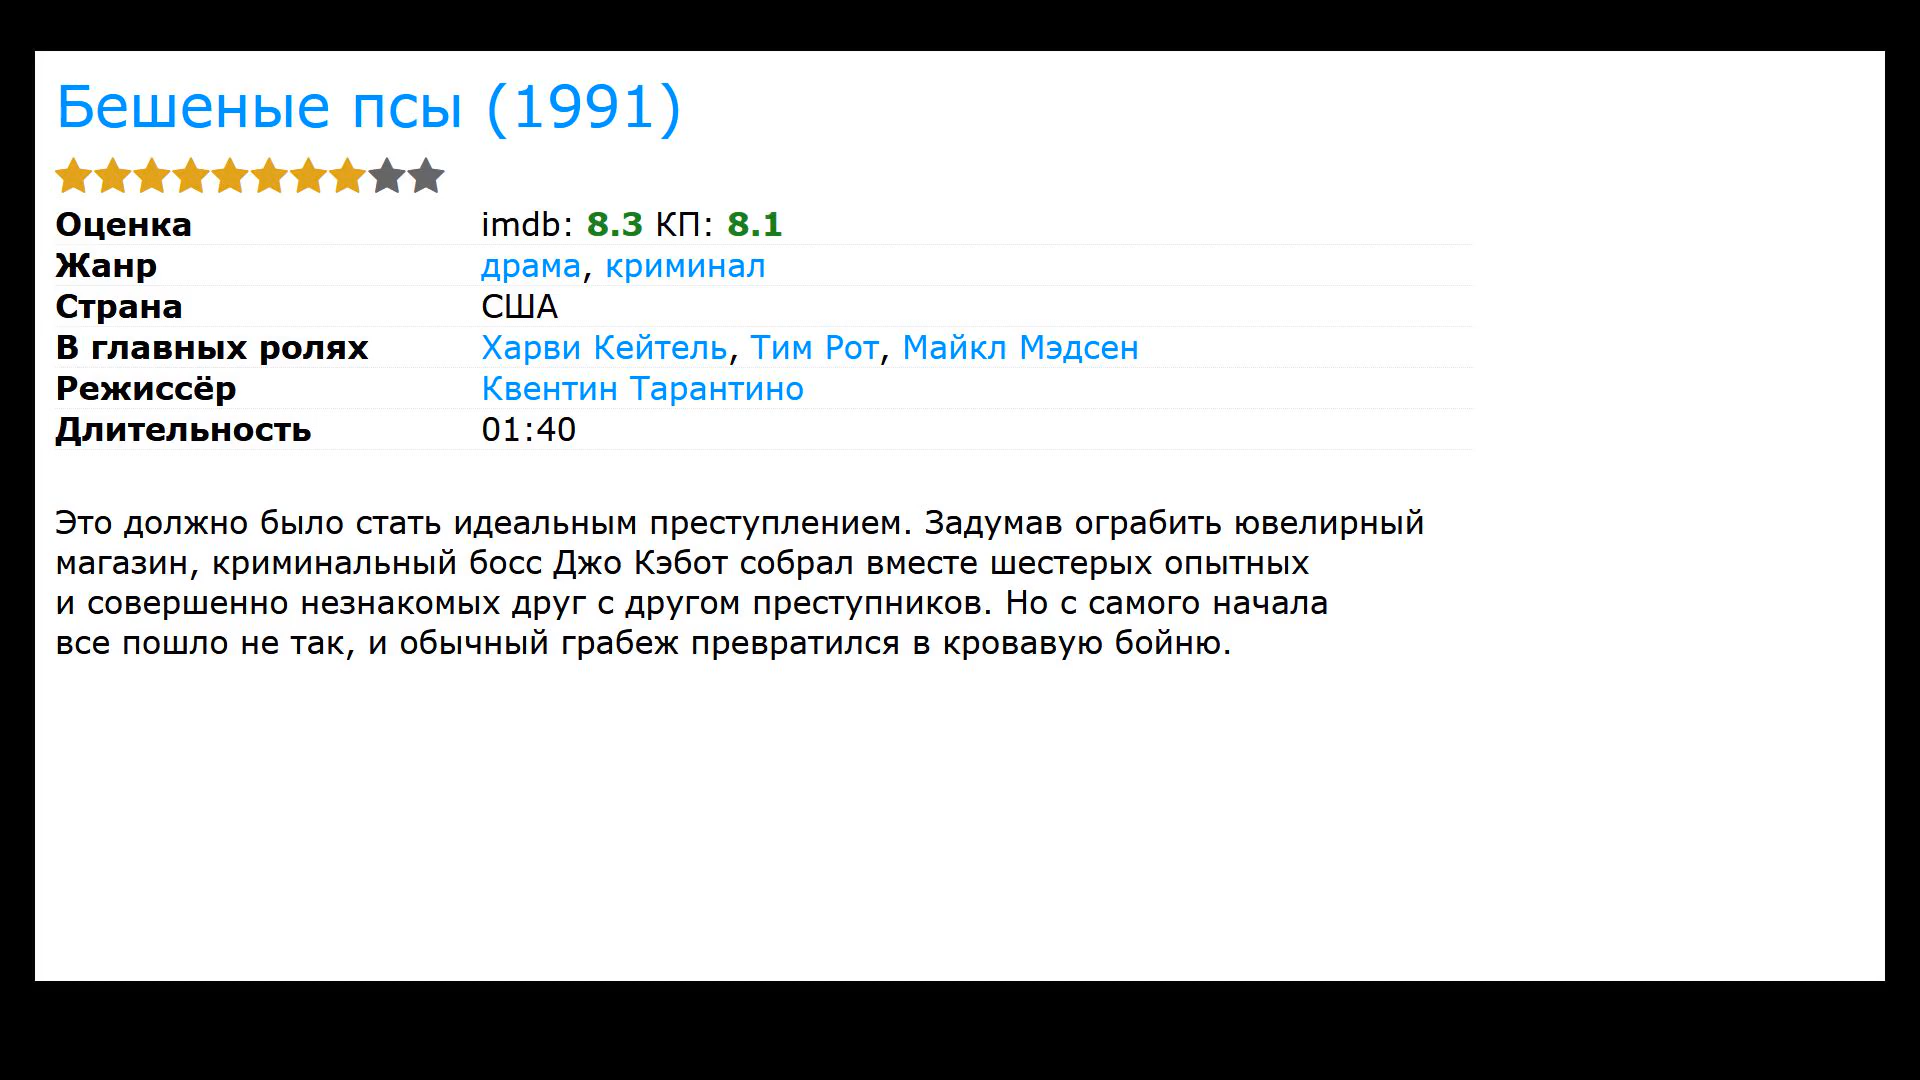 Бешеные псы (1991)
Оценка imdb: 8.3 КП: 8.1
Жанр драма, криминал
Страна США
В главных ролях Харви Кейтель, Тим Рот, Майкл Мэдсен
Режиссёр Квентин Тарантино
Длительность 01:40
Это должно было стать идеальным преступлением. Задумав ограбить ювелирный
магазин, криминальный босс Джо Кэбот собрал вместе шестерых опытных
и совершенно незнакомых друг с другом преступников. Но с самого начала
все пошло не так, и обычный грабеж превратился в кровавую бойню.